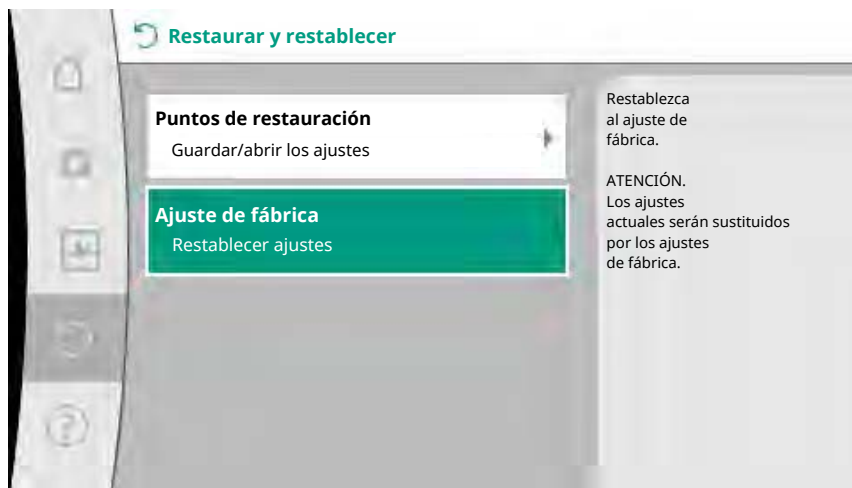 Restaurar y restablecer
Puntos de restauración
Guardar/abrir los ajustes
Ajuste de fábrica
Restablecer ajustes
Restablezca
al ajuste de
fábrica.
ATENCIÓN.
Los ajustes
actuales serán sustituidos
por los ajustes
de fábrica.